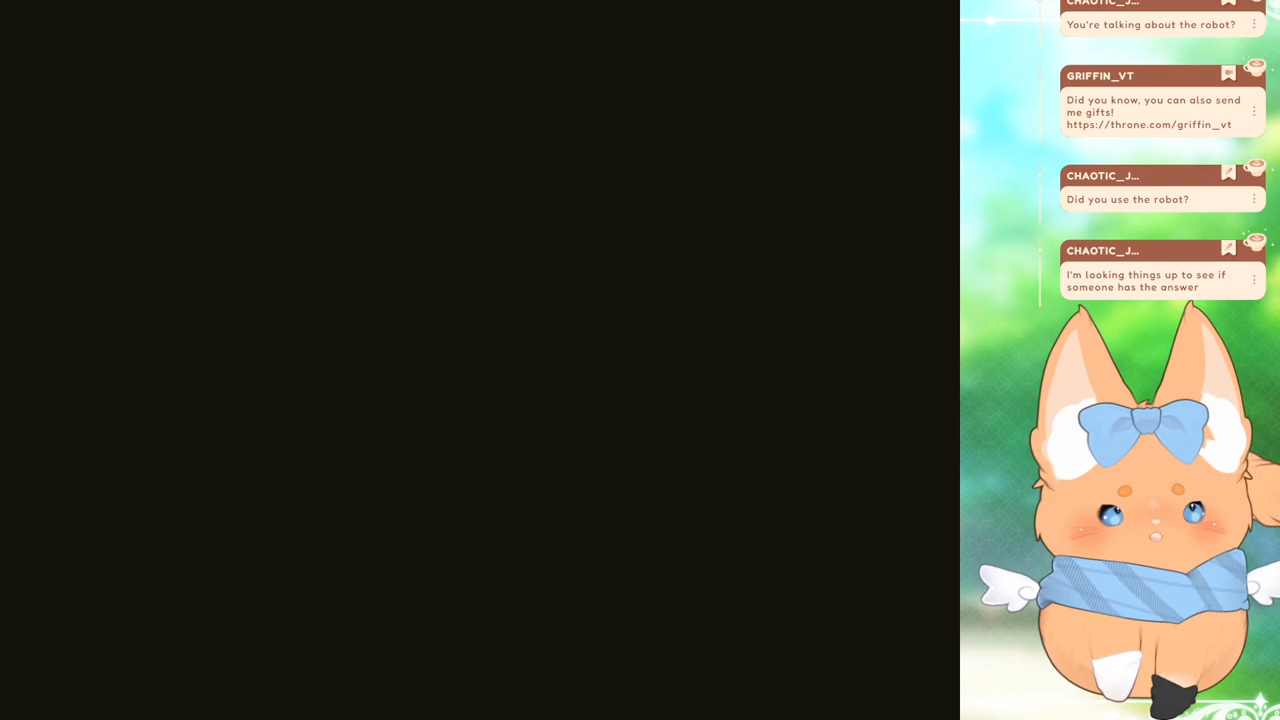 CHAOTIC_J...
You're talking about the robot?
GRIFFIN_VT
Did you know, you can also send
me gifts!
https://throne.com/griffin_vt
CHAOTIC_J...
Did you use the robot?
CHAOTIC_J...
I'm looking things up to see if
someone has the answer